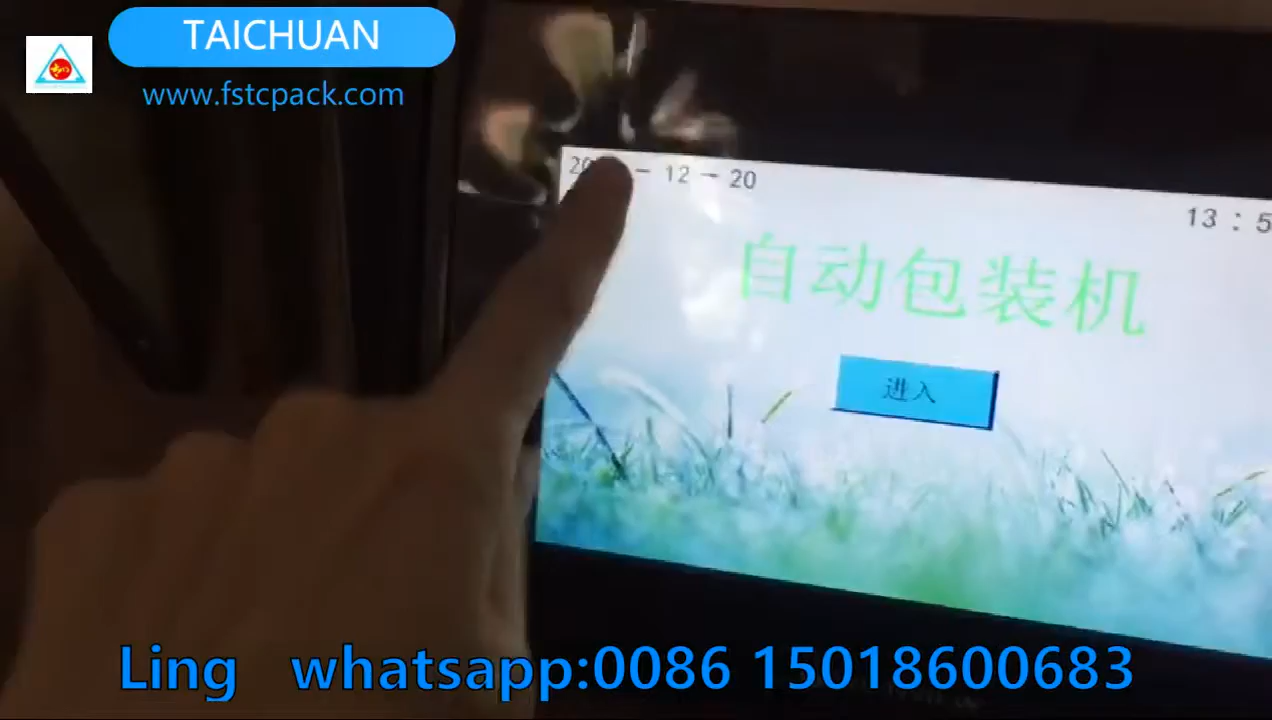 TAICHUAN
www.fstcpack.com
- 12 - 20
13 : 5
自动包装机
进入
Ling whatsapp:0086 15018600683